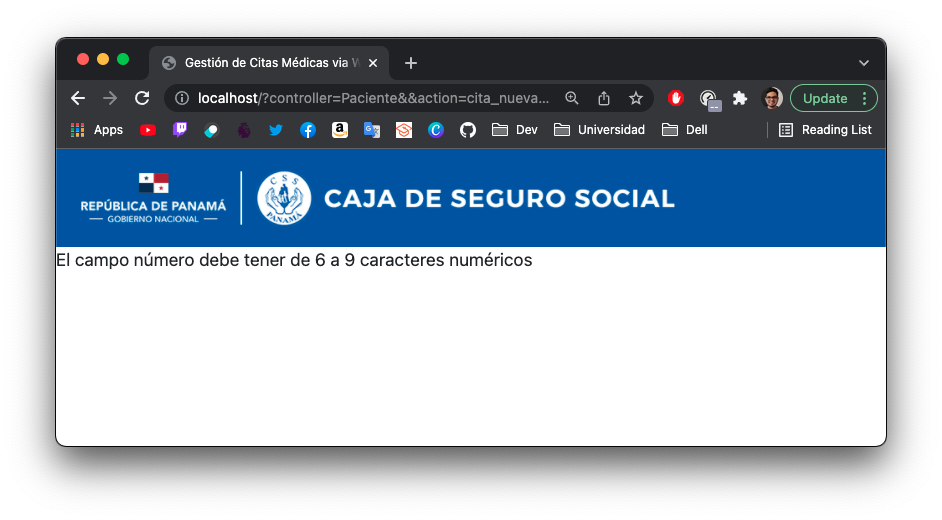 Gestión de Citas Médicas via W
localhost/?controller=Paciente&&action=cita_nueva...
Update
Apps
Dev
Universidad
Dell
Reading List
REPÚBLICA DE PANAMÁ
— GOBIERNO NACIONAL —
CSS
PANAMÁ
CAJA DE SEGURO SOCIAL
El campo número debe tener de 6 a 9 caracteres numéricos